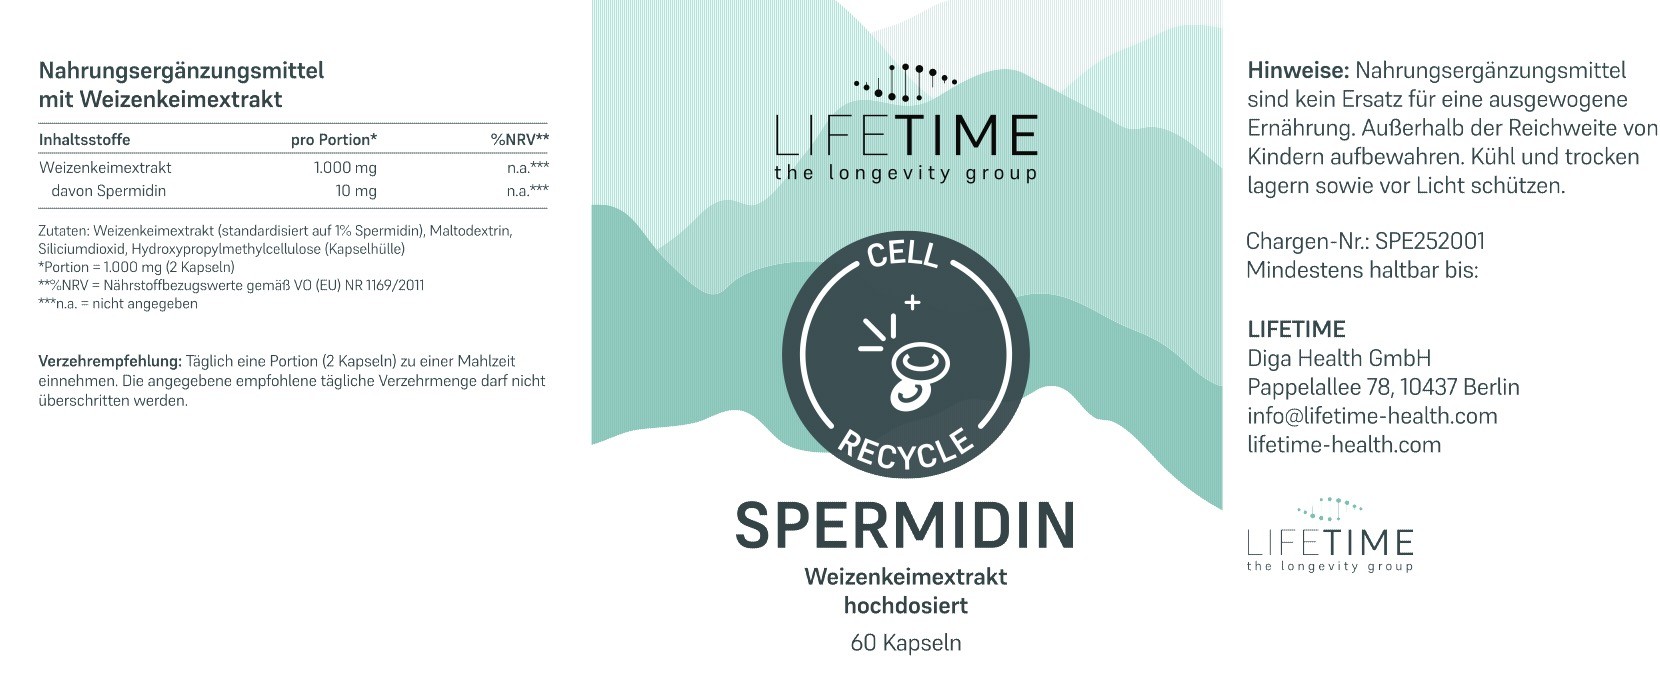 Nahrungsergänzungsmittel
mit Weizenkeimextrakt
Inhaltsstoffe pro Portion* %NRV**
Weizenkeimextrakt 1.000 mg n.a.***
davon Spermidin 10 mg n.a.***
Zutaten: Weizenkeimextrakt (standardisiert auf 1% Spermidin), Maltodextrin,
Siliciumdioxid, Hydroxypropylmethylcellulose (Kapselhülle)
*Portion = 1.000 mg (2 Kapseln)
**%NRV = Nährstoffbezugswerte gemäß VO (EU) NR 1169/2011
***n.a. = nicht angegeben
Verzehrempfehlung: Täglich eine Portion (2 Kapseln) zu einer Mahlzeit
einnehmen. Die angegebene empfohlene tägliche Verzehrmenge darf nicht
überschritten werden.
LIFETIME
the longevity group
CELL
RECYCLE
SPERMIDIN
Weizenkeimextrakt
hochdosiert
60 Kapseln
Hinweise: Nahrungsergänzungsmittel
sind kein Ersatz für eine ausgewogene
Ernährung. Außerhalb der Reichweite von
Kindern aufbewahren. Kühl und trocken
lagern sowie vor Licht schützen.
Chargen-Nr.: SPE252001
Mindestens haltbar bis:
LIFETIME
Diga Health GmbH
Pappelallee 78, 10437 Berlin
info@lifetime-health.com
lifetime-health.com
LIFETIME
the longevity group